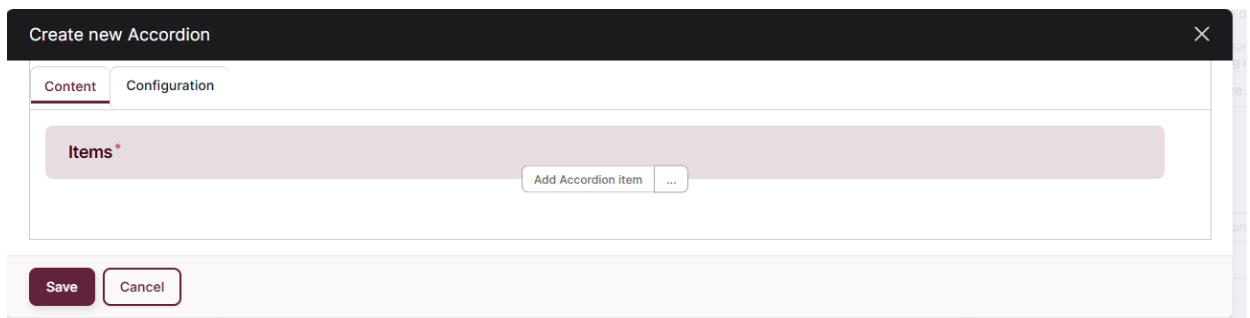 Create new Accordion
Content Configuration
Items*
Add Accordion item ...
Save Cancel